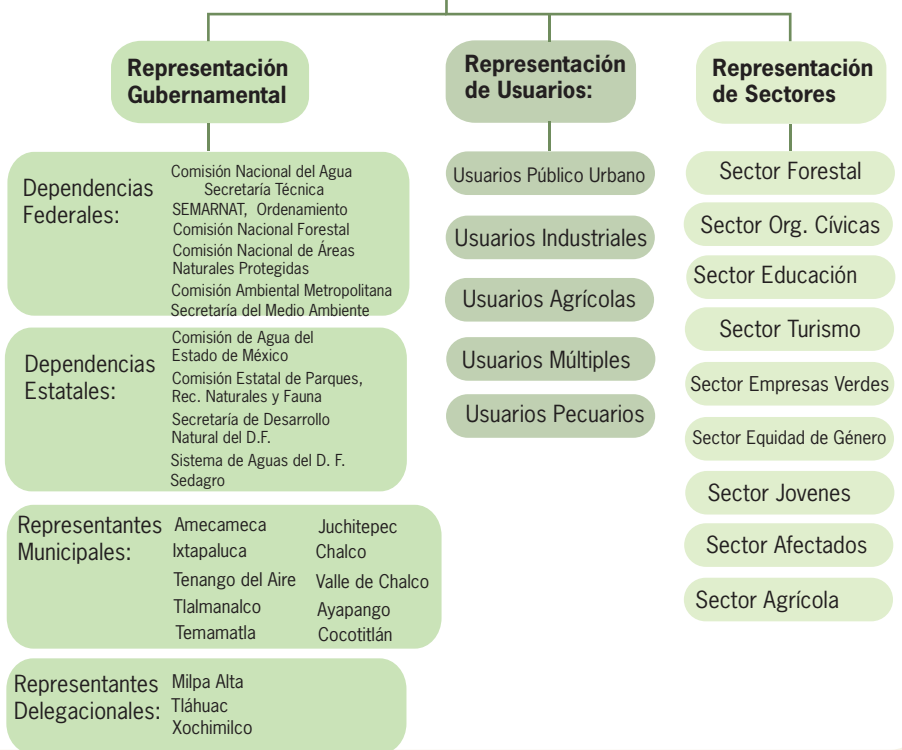 Representación
Gubernamental
Dependencias
Federales:
Comisión Nacional del Agua
Secretaría Técnica
SEMARNAT, Ordenamiento
Comisión Nacional Forestal
Comisión Nacional de Áreas
Naturales Protegidas
Comisión Ambiental Metropolitana
Secretaría del Medio Ambiente
Dependencias
Estatales:
Comisión de Agua del
Estado de México
Comisión Estatal de Parques,
Rec. Naturales y Fauna
Secretaría de Desarrollo
Natural del D.F.
Sistema de Aguas del D. F.
Sedagro
Representantes
Municipales:
Amecameca
Ixtapaluca
Tenango del Aire
Tlalmanalco
Temamatla
Juchitepec
Chalco
Valle de Chalco
Ayapango
Cocotitlán
Representantes
Delegacionales:
Milpa Alta
Tláhuac
Xochimilco
Representación
de Usuarios:
Usuarios Público Urbano
Usuarios Industriales
Usuarios Agrícolas
Usuarios Múltiples
Usuarios Pecuarios
Representación
de Sectores
Sector Forestal
Sector Org. Cívicas
Sector Educación
Sector Turismo
Sector Empresas Verdes
Sector Equidad de Género
Sector Jovenes
Sector Afectados
Sector Agrícola